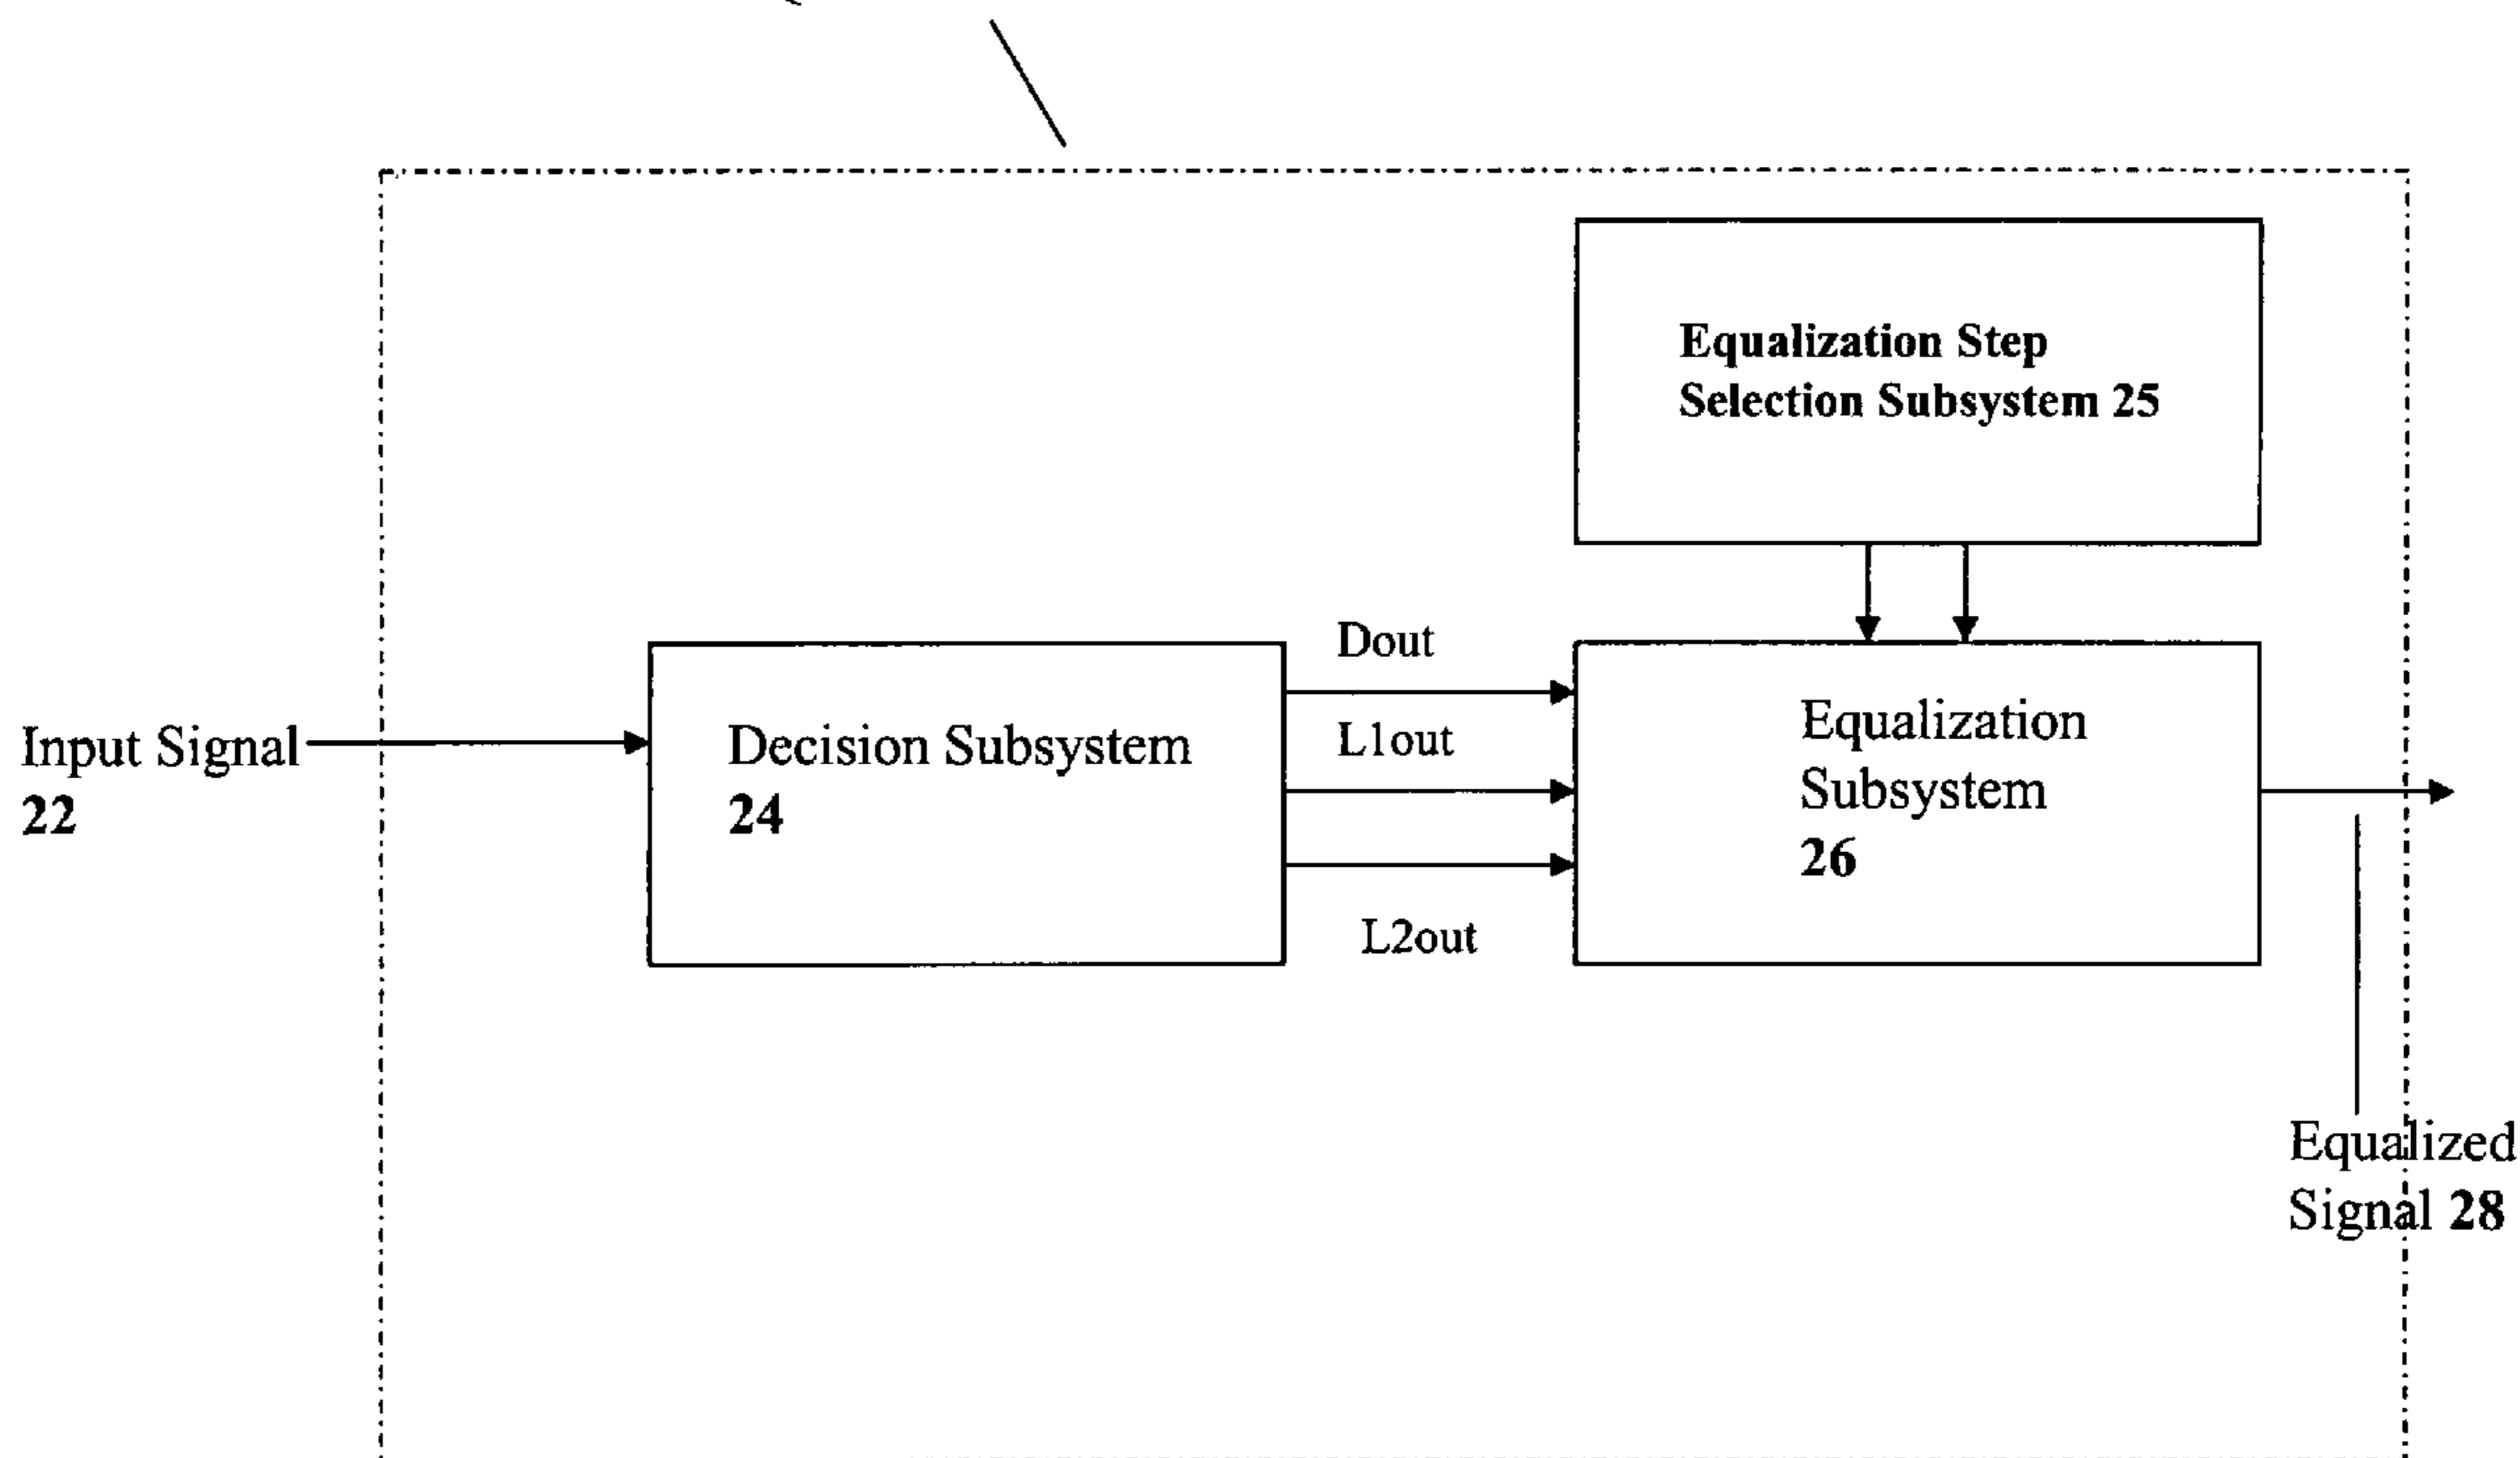 Equalization Step
Selection Subsystem 25
Dout
L1out
L2out
Input Signal
22
Decision Subsystem
24
Equalization
Subsystem
26
Equalized
Signal 28